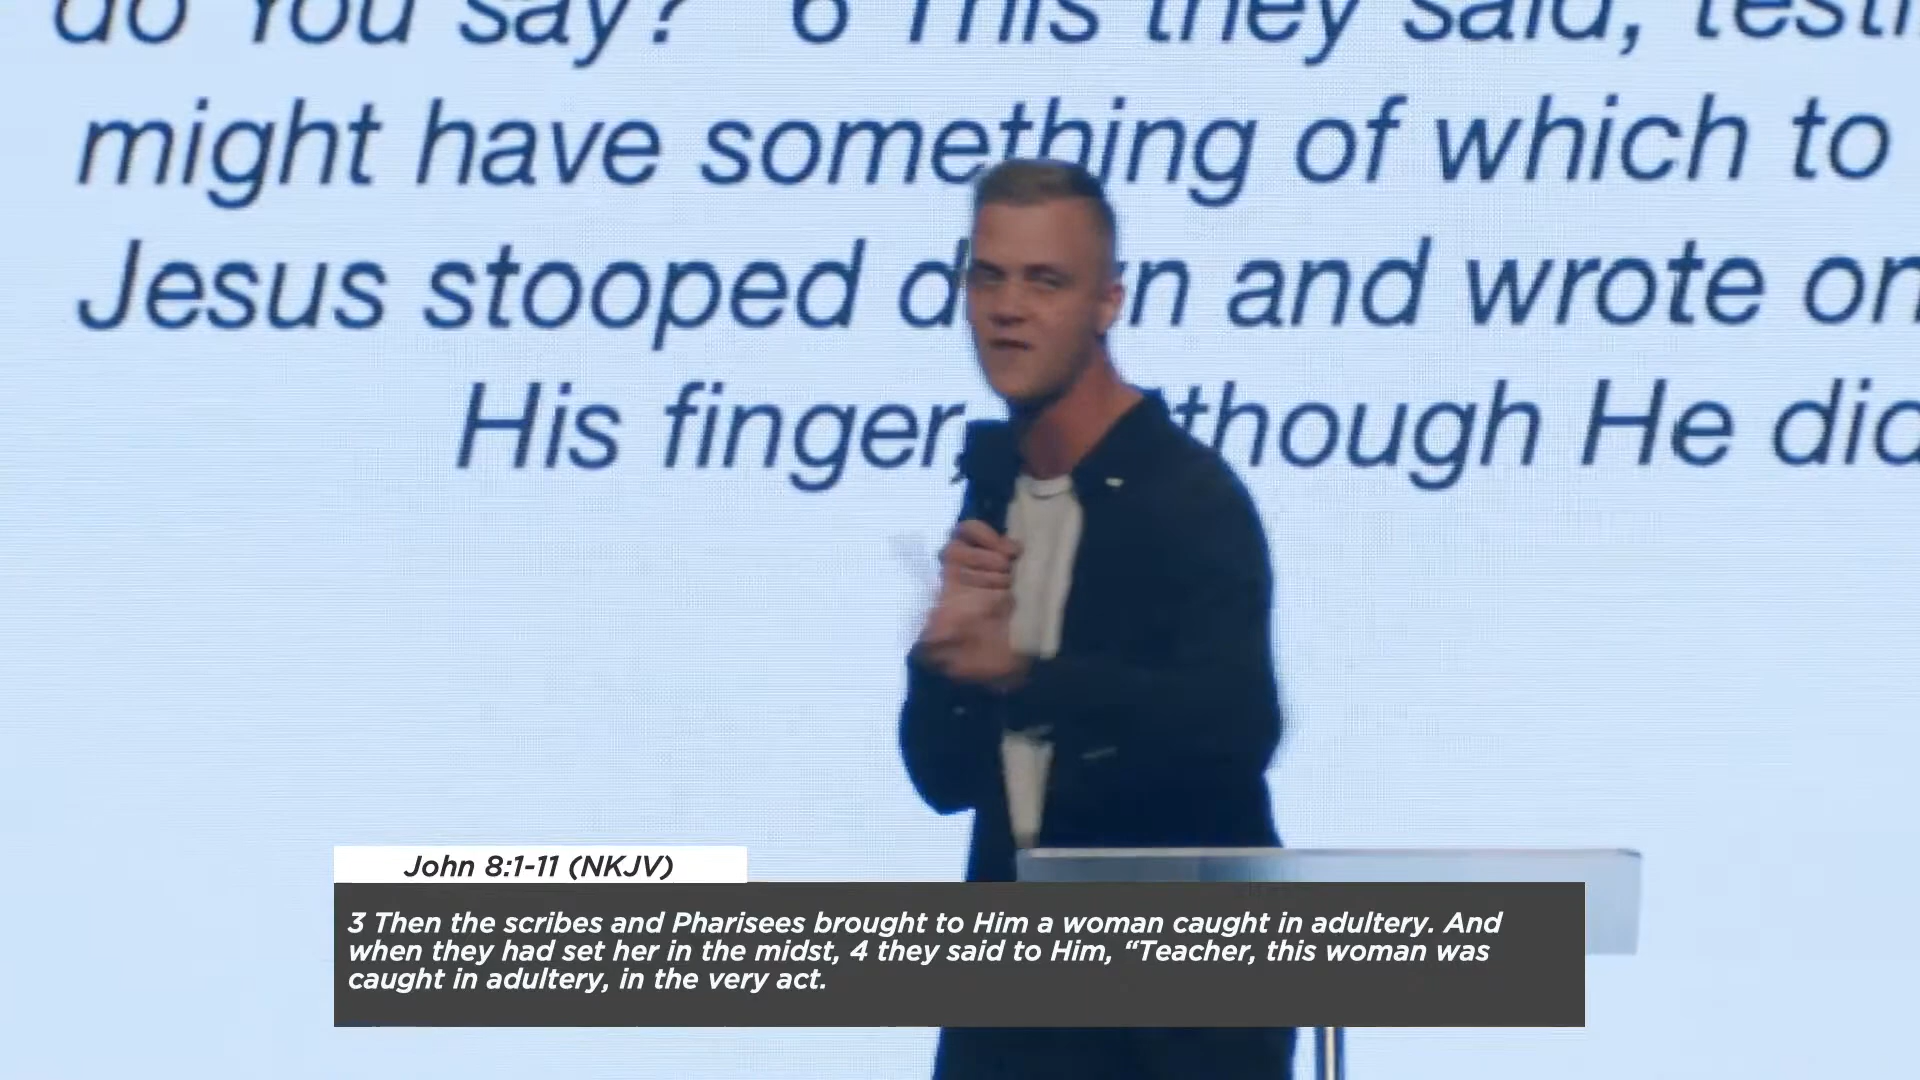 do You say?” 6 This they said,
might have something of which to
Jesus stooped and wrote on
His finger, though He did
John 8:1-11 (NKJV)
3 Then the scribes and Pharisees brought to Him a woman caught in adultery. And
when they had set her in the midst, 4 they said to Him, “Teacher, this woman was
caught in adultery, in the very act.